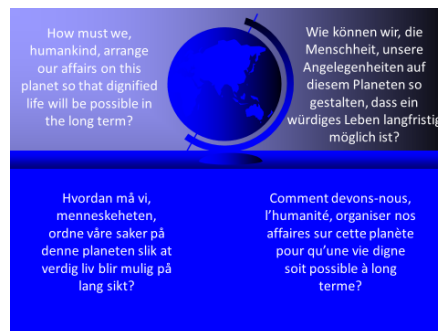 How must we,
humankind, arrange
our affairs on this
planet so that dignified
life will be possible in
the long term?
Wie können wir, die
Menschheit, unsere
Angelegenheiten auf
diesem Planeten so
gestalten, dass ein
würdiges Leben langfristig
möglich ist?
Hvordan må vi,
menneskeheten,
ordne våre saker på
denne planeten slik at
verdig liv blir mulig på
lang sikt?
Comment devons-nous,
l’humanité, organiser nos
affaires sur cette planète
pour qu’une vie digne
soit possible à long
terme?